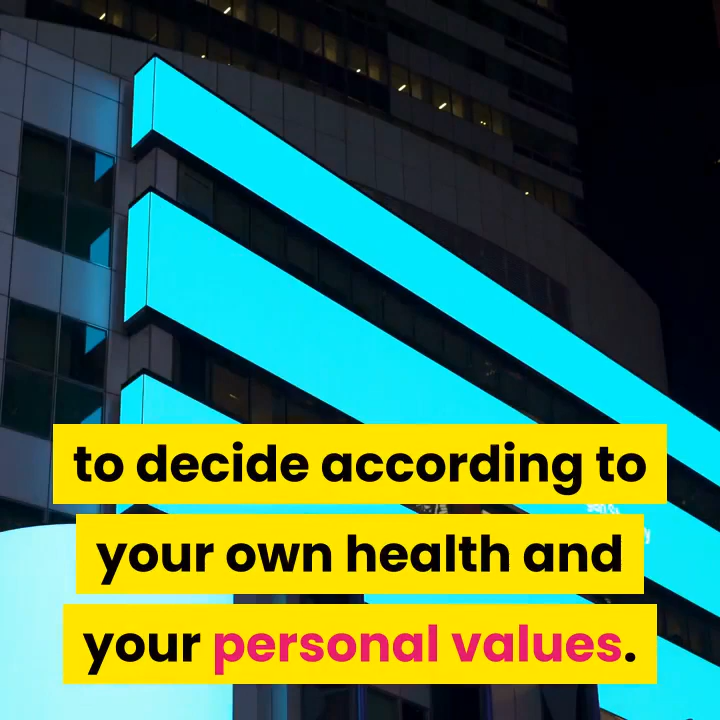 to decide according to
your own health and
your personal values.